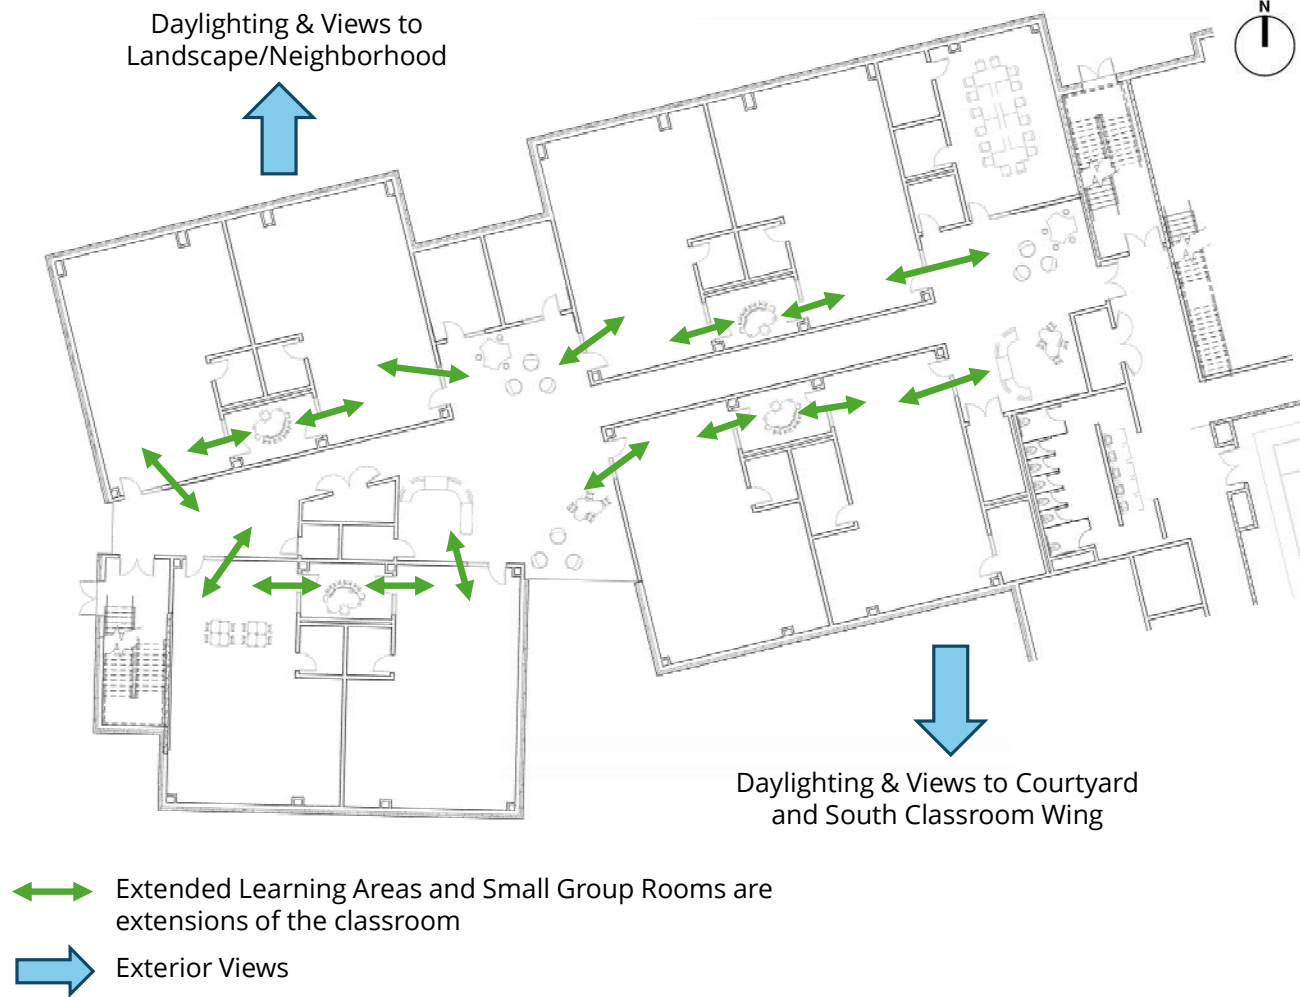 Daylighting & Views to
Landscape/Neighborhood
N
Daylighting & Views to Courtyard
and South Classroom Wing
Extended Learning Areas and Small Group Rooms are
extensions of the classroom
Exterior Views